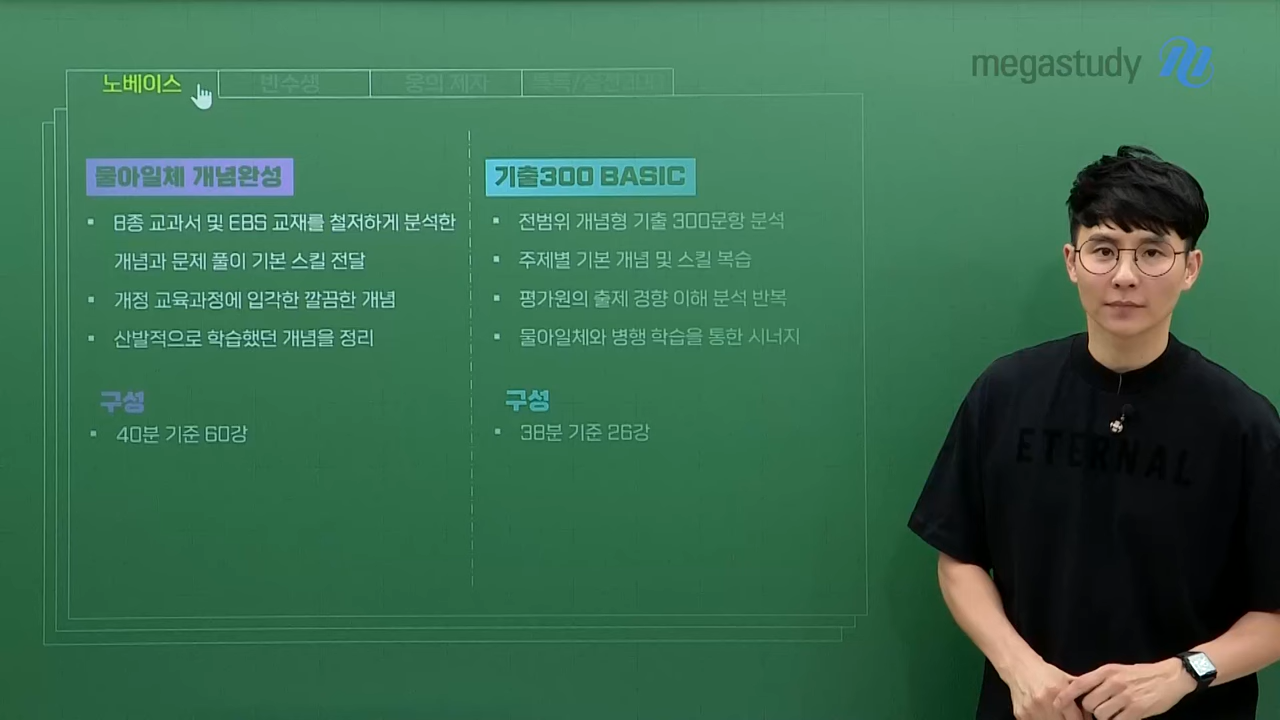 megastudy
노베이스
반수생
웅희 제자
물아일체 개념완성
8종 교과서 및 EBS 교재를 철저하게 분석한
개념과 문제 풀이 기본 스킬 전달
개정 교육과정에 입각한 깔끔한 개념
산발적으로 학습했던 개념을 정리
구성
40분 기준 60강
기출300 BASIC
전범위 개념형 기출 300문항 분석
주제별 기본 개념 및 스킬 복습
평가원의 출제 경향 이해 분석 반복
물아일체와 병행 학습을 통한 시너지
구성
38분 기준 26강
ETERNAL